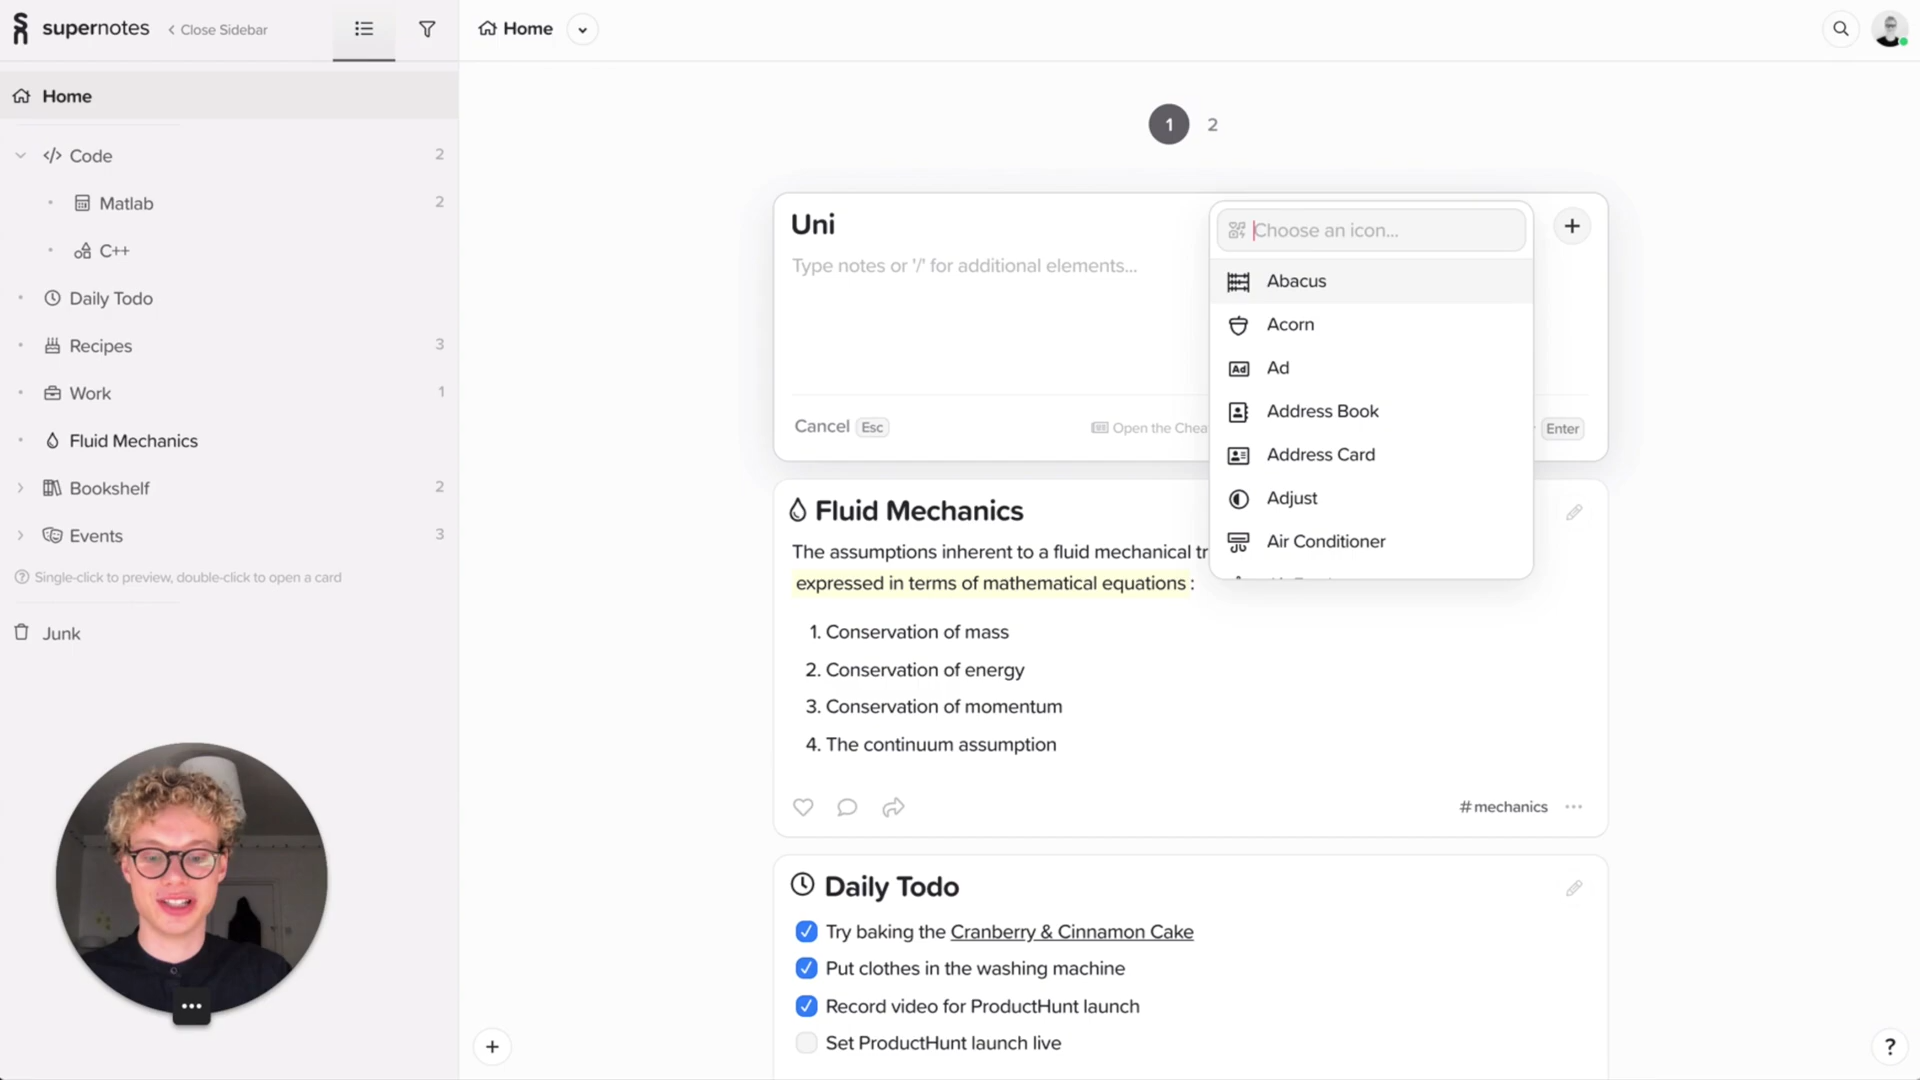 supernotes
Close Sidebar
Home
Home
Code 2
Matlab 2
C++
Daily Todo
Recipes 3
Work 1
Fluid Mechanics
Bookshelf 2
Events 3
Single-click to preview, double-click to open a card
Junk
1 2
Uni
Type notes or '/' for additional elements...
Cancel Esc
Open the Chea
Enter
Choose an icon...
Abacus
Acorn
Ad Ad
Address Book
Address Card
Adjust
Air Conditioner
Fluid Mechanics
The assumptions inherent to a fluid mechanical tr
expressed in terms of mathematical equations:
1. Conservation of mass
2. Conservation of energy
3. Conservation of momentum
4. The continuum assumption
#mechanics
Daily Todo
Try baking the Cranberry & Cinnamon Cake
Put clothes in the washing machine
Record video for ProductHunt launch
Set ProductHunt launch live
?